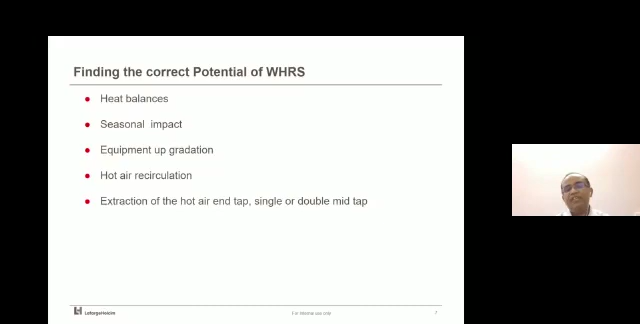 Finding the correct Potential of WHRS
Heat balances
Seasonal impact
Equipment up gradation
Hot air recirculation
Extraction of the hot air end tap, single or double mid tap
LafargeHolcim
For internal use only
7